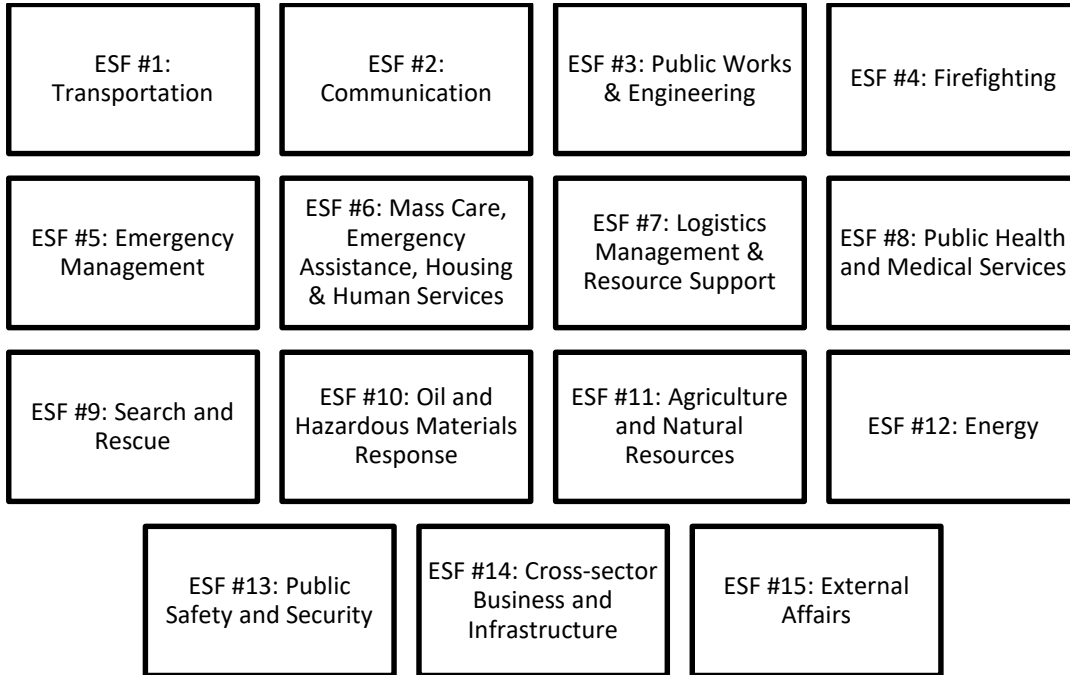 ESF #1:
Transportation
ESF #2:
Communication
ESF #3: Public Works
& Engineering
ESF #4: Firefighting
ESF #5: Emergency
Management
ESF #6: Mass Care,
Emergency
Assistance, Housing
& Human Services
ESF #7: Logistics
Management &
Resource Support
ESF #8: Public Health
and Medical Services
ESF #9: Search and
Rescue
ESF #10: Oil and
Hazardous Materials
Response
ESF #11: Agriculture
and Natural
Resources
ESF #12: Energy
ESF #13: Public
Safety and Security
ESF #14: Cross-sector
Business and
Infrastructure
ESF #15: External
Affairs